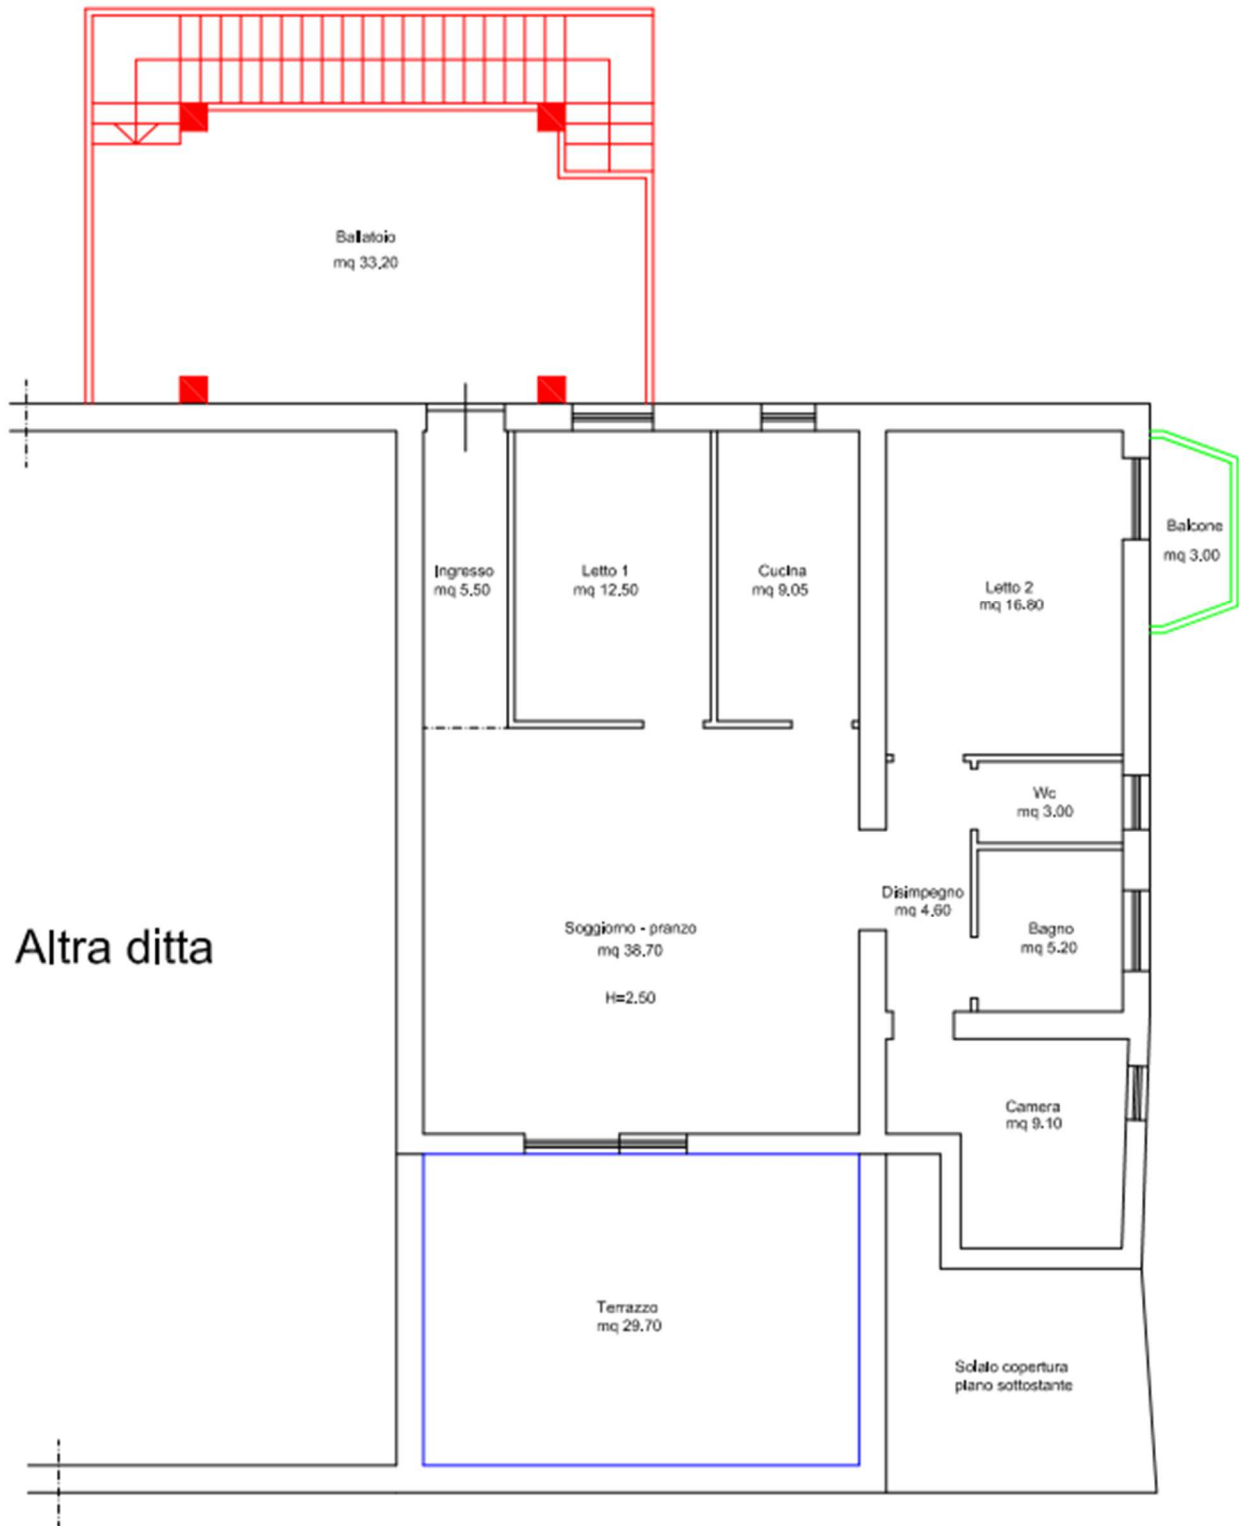 Ballatoio
mq 33,20
Ingresso
mq 5.50
Letto 1
mq 12.50
Cucina
mq 9.05
Letto 2
mq 16.80
Balcone
mq 3.00
Wc
mq 3.00
Disimpegno
mq 4.60
Bagno
mq 5.20
Soggiorno - pranzo
mq 38.70
H=2.50
Altra ditta
Camera
mq 9.10
Terrazzo
mq 29.70
Solaio copertura
piano sottostante